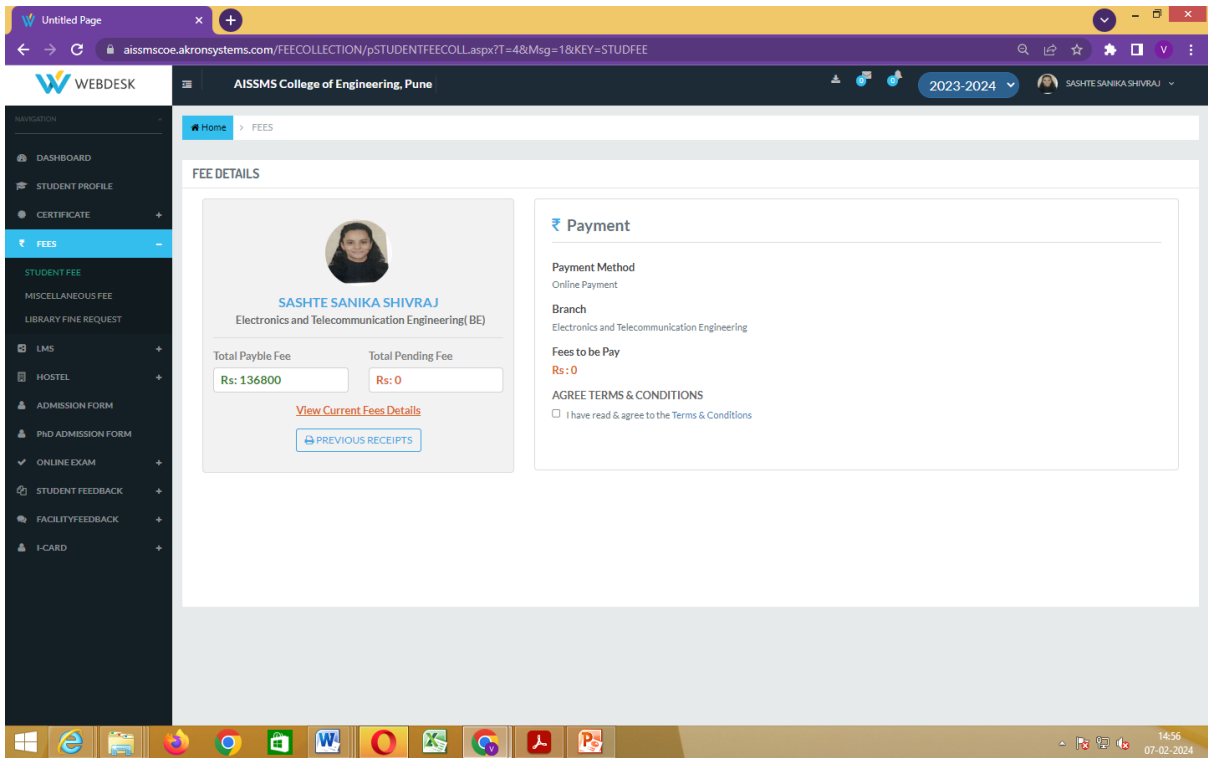 Untitled Page
aissmscoe.akronsystems.com/FEECOLLECTION/pSTUDENTFEECOLL.aspx?T=4&Msg=1&KEY=STUDFEE
V
WEBDESK
AISSMS College of Engineering, Pune
0
0
2023-2024
SASHTE SANIKA SHIVRAJ
NAVIGATION
DASHBOARD
STUDENT PROFILE
CERTIFICATE +
₹ FEES -
STUDENT FEE
MISCELLANEOUS FEE
LIBRARY FINE REQUEST
LMS +
HOSTEL +
ADMISSION FORM
PhD ADMISSION FORM
ONLINE EXAM +
STUDENT FEEDBACK +
FACILITYFEEDBACK +
I-CARD +
Home > FEES
FEE DETAILS
SASHTE SANIKA SHIVRAJ
Electronics and Telecommunication Engineering( BE)
Total Payble Fee Total Pending Fee
Rs: 136800 Rs: 0
View Current Fees Details
PREVIOUS RECEIPTS
₹ Payment
Payment Method
Online Payment
Branch
Electronics and Telecommunication Engineering
Fees to be Pay
Rs : 0
AGREE TERMS & CONDITIONS
I have read & agree to the Terms & Conditions
14:56
07-02-2024